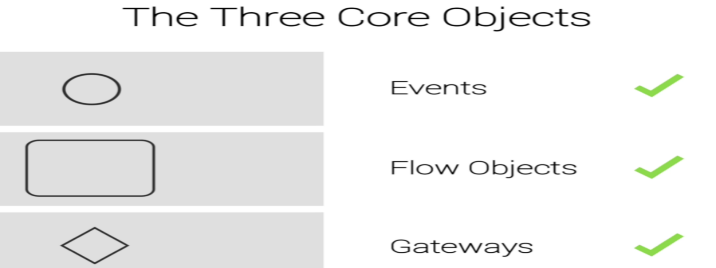 The Three Core Objects
Events
Flow Objects
Gateways